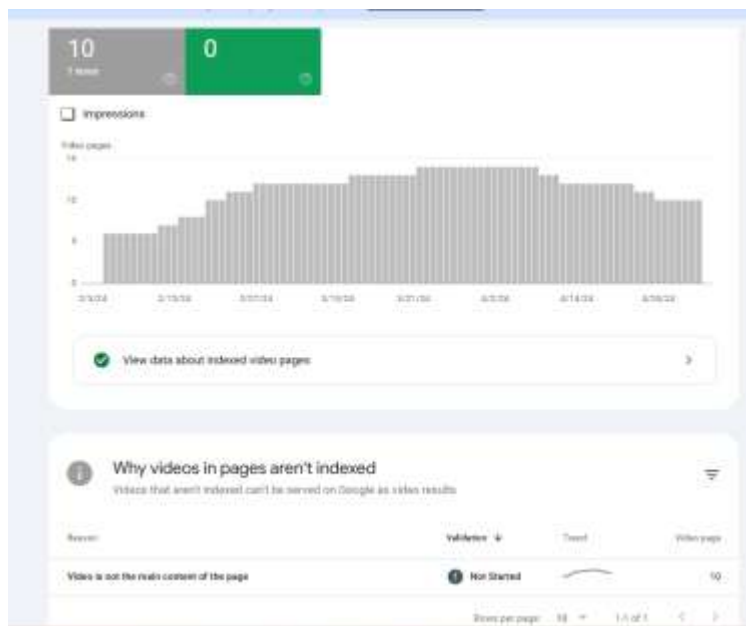 10
0
Impressions
Video pages
10
5
0
View data about indexed video pages
Why videos in pages aren't indexed
Videos that aren't indexed can't be served on Google as video results
Reason
Validation
Trend
Video page
Video is not the main content of the page
Not Started
10
Rows per page: 10
1-1 of 1